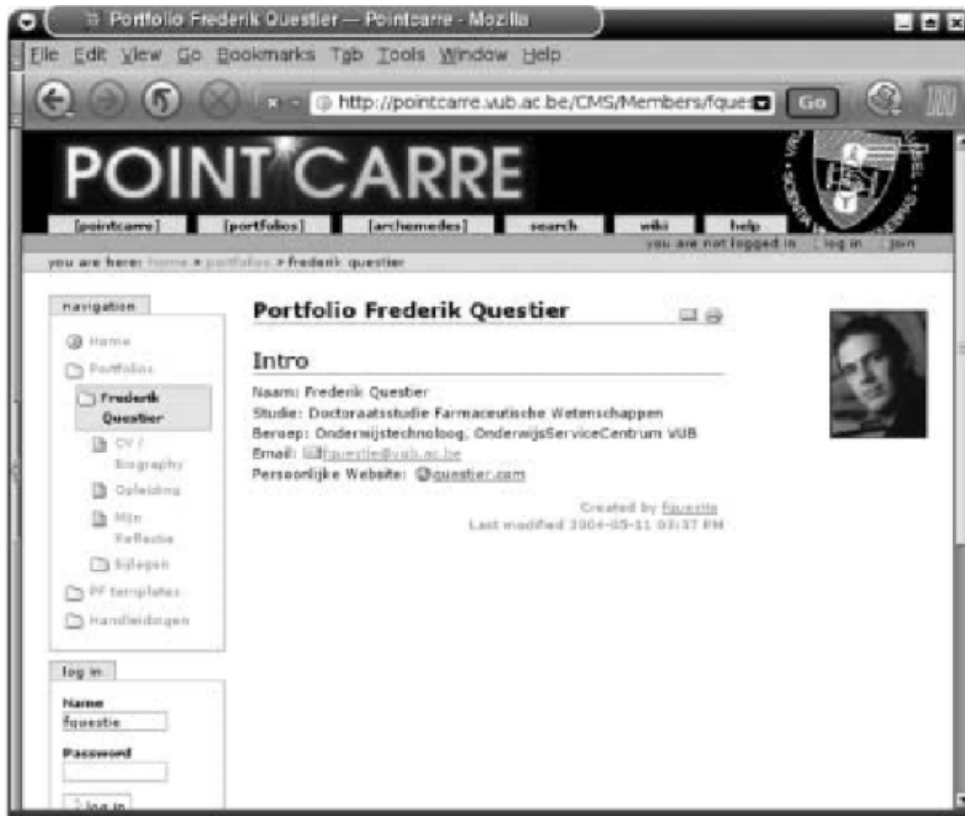 Portfolio Frederik Questier — Pointcarre - Mozilla
File Edit View Go Bookmarks Tab Tools Window Help
http://pointcarre.vub.ac.be/CMS/Members/fques Go
POINT CARRE
[pointcarre] [portfolios] [archemedes] search wiki help
you are not logged in log in join
you are here: home » portfolios » frederik questier
navigation
Home
Portfolios
Frederik
Questier
CV /
Biography
Opleiding
Mijn
Reflectie
bijlagen
PF templates
Handleidingen
log in
Name
fquestie
Password
log in
Portfolio Frederik Questier
Intro
Naam: Frederik Questier
Studie: Doctoraatsstudie Farmaceutische Wetenschappen
Beroep: Onderwijstechnoloog, OnderwijsServiceCentrum VUB
Email: fquestie@vub.ac.be
Persoonlijke Website: questier.com
Created by fquestie
Last modified 2004-05-11 03:37 PM